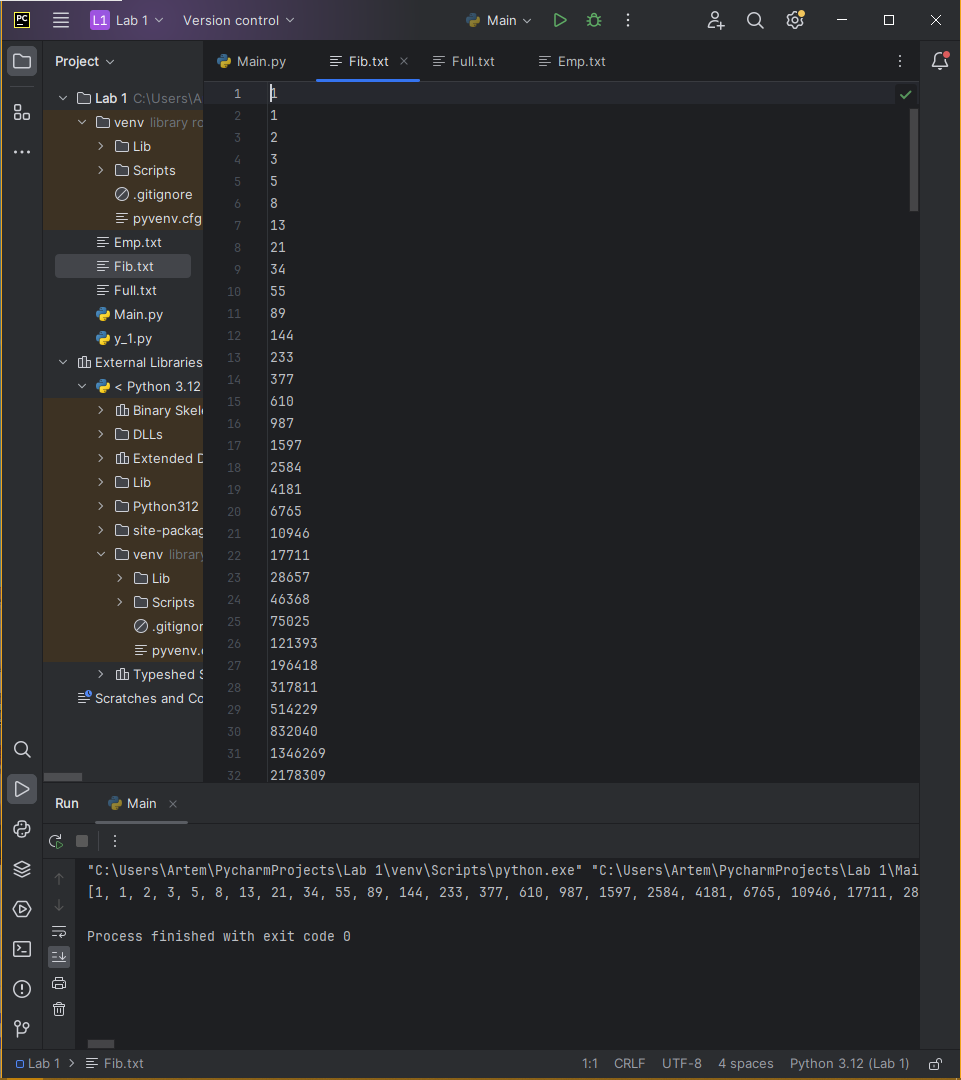 PC L1 Lab 1 Version control Main
Project
Main.py Fib.txt Full.txt Emp.txt
Lab 1 C:\Users\A
venv library ro
Lib
Scripts
.gitignore
pyvenv.cfg
Emp.txt
Fib.txt
Full.txt
Main.py
y_1.py
External Libraries
< Python 3.12
Binary Skele
DLLs
Extended D
Lib
Python312
site-packag
venv library
Lib
Scripts
.gitignor
pyvenv.c
Typeshed S
Scratches and Co
1 1
2 1
3 2
4 3
5 5
6 8
7 13
8 21
9 34
10 55
11 89
12 144
13 233
14 377
15 610
16 987
17 1597
18 2584
19 4181
20 6765
21 10946
22 17711
23 28657
24 46368
25 75025
26 121393
27 196418
28 317811
29 514229
30 832040
31 1346269
32 2178309
Run Main
"C:\Users\Artem\PycharmProjects\Lab 1\venv\Scripts\python.exe" "C:\Users\Artem\PycharmProjects\Lab 1\Mai
[1, 1, 2, 3, 5, 8, 13, 21, 34, 55, 89, 144, 233, 377, 610, 987, 1597, 2584, 4181, 6765, 10946, 17711, 28
Process finished with exit code 0
Lab 1 > Fib.txt 1:1 CRLF UTF-8 4 spaces Python 3.12 (Lab 1)